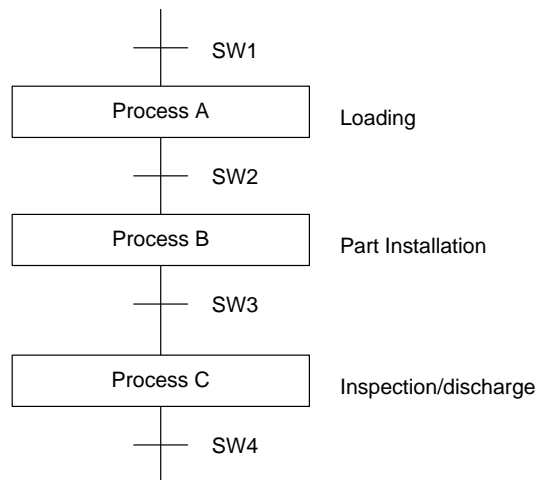 SW1
Process A
Loading
SW2
Process B
Part Installation
SW3
Process C
Inspection/discharge
SW4